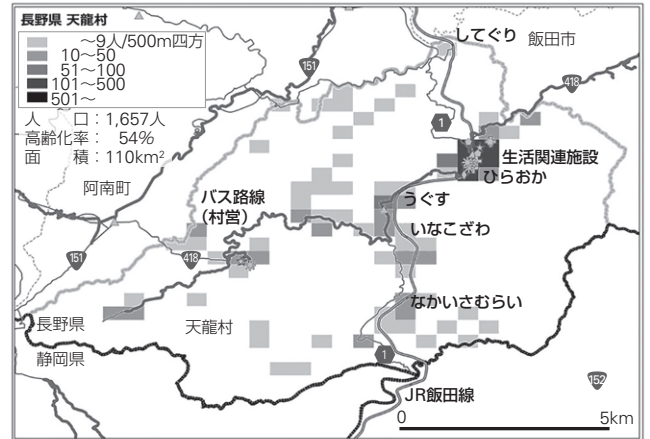 長野県 天龍村
～9人/500m四方
10～50
51～100
101～500
501～
人　　口：1,657人
高齢化率：54%
面　　積：110km²
してぐり
飯田市
151
418
1
生活関連施設
ひらおか
阿南町
バス路線
（村営）
うぐす
いなこざわ
151
418
なかいさむらい
長野県
天龍村
静岡県
1
JR飯田線
152
0
5km